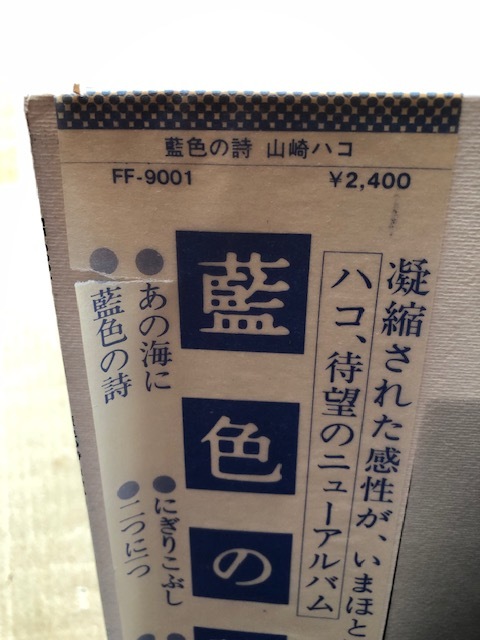 藍色の詩 山崎ハコ
FF-9001 ¥2,400
凝縮された感性が、いまほと
ハコ、待望のニューアルバム
藍色の
あの海に
藍色の詩
にぎりこぶし
二つに一つ